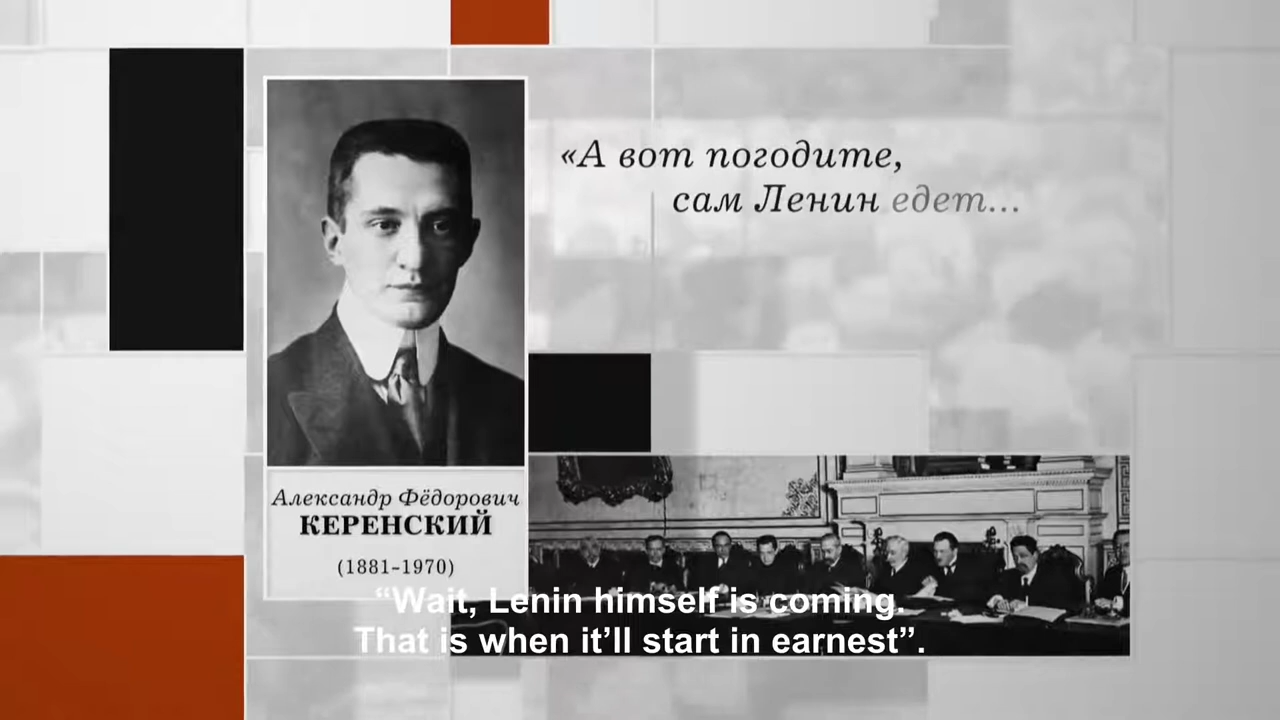 «А вот погодите,
сам Ленин едет...
Александр Фёдорович
КЕРЕНСКИЙ
(1881–1970)
“Wait, Lenin himself is coming.
That is when it’ll start in earnest”.